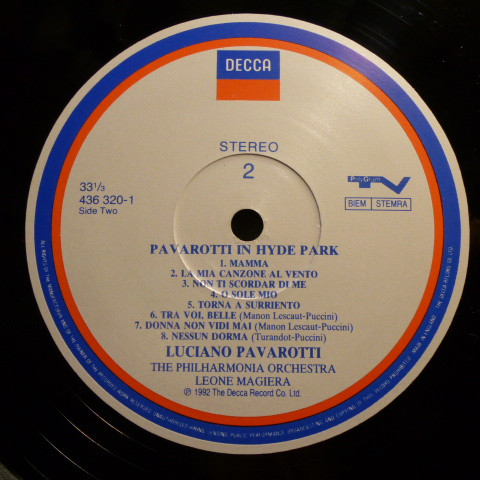 DECCA
STEREO
2
33 1/3
436 320-1
Side Two
PolyGram
TV
BIEM STEMRA
PAVAROTTI IN HYDE PARK
1. MAMMA
2. LA MIA CANZONE AL VENTO
3. NON TI SCORDAR DI ME
4. O SOLE MIO
5. TORNA A SURRIENTO
6. TRA VOI, BELLE (Manon Lescaut-Puccini)
7. DONNA NON VIDI MAI (Manon Lescaut-Puccini)
8. NESSUN DORMA (Turandot-Puccini)
LUCIANO PAVAROTTI
THE PHILHARMONIA ORCHESTRA
LEONE MAGIERA
Ⓟ 1992 The Decca Record Co. Ltd.